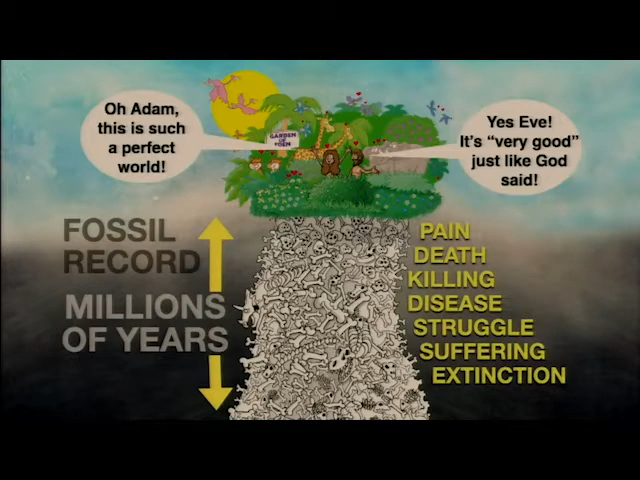 Oh Adam,
this is such
a perfect
world!
Yes Eve!
It's "very good"
just like God
said!
GARDEN
OF
EDEN
FOSSIL
RECORD
MILLIONS
OF YEARS
PAIN
DEATH
KILLING
DISEASE
STRUGGLE
SUFFERING
EXTINCTION